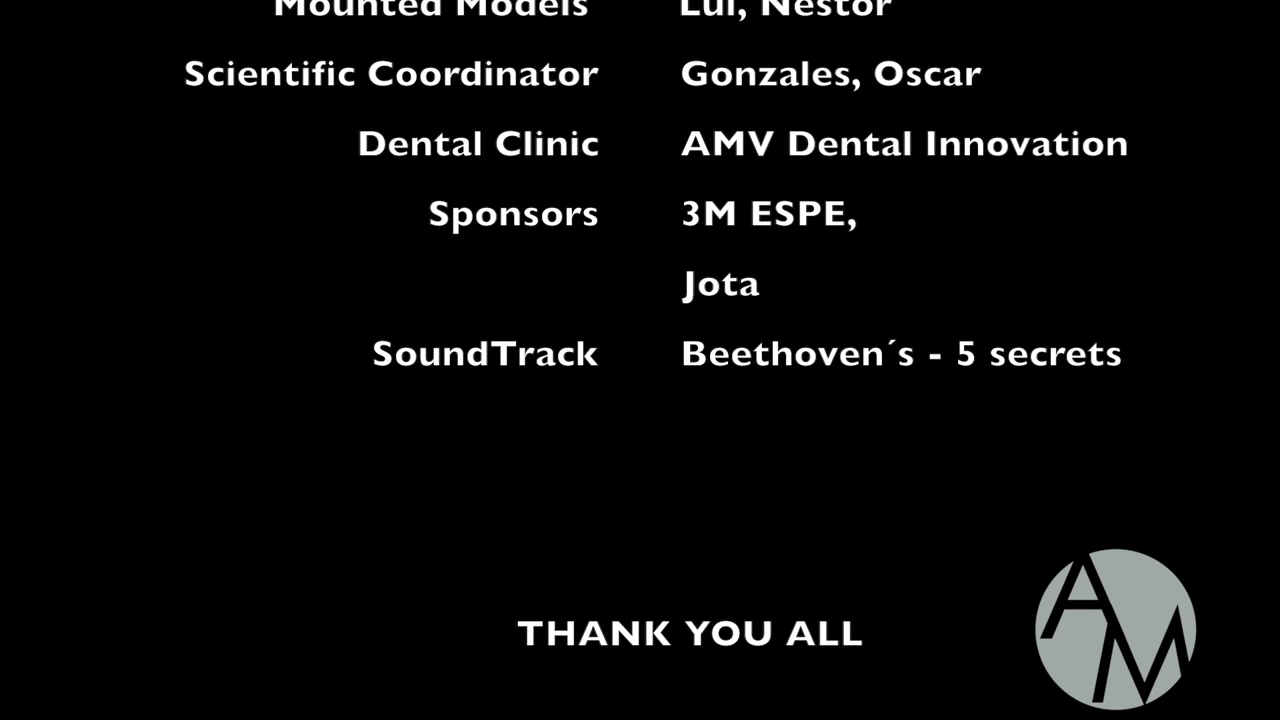 Mounted Models Lui, Nestor
Scientific Coordinator Gonzales, Oscar
Dental Clinic AMV Dental Innovation
Sponsors 3M ESPE,
Jota
SoundTrack Beethoven´s - 5 secrets
THANK YOU ALL
AM